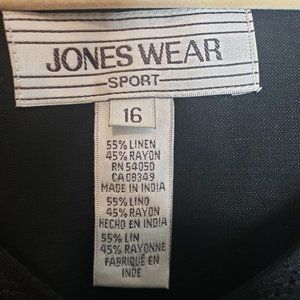 JONES WEAR
SPORT
16
55% LINEN
45% RAYON
RN 54050
CA 08349
MADE IN INDIA
55% LINO
45% RAYON
HECHO EN INDIA
55% LIN
45% RAYONNE
FABRIQUÉ EN
INDE